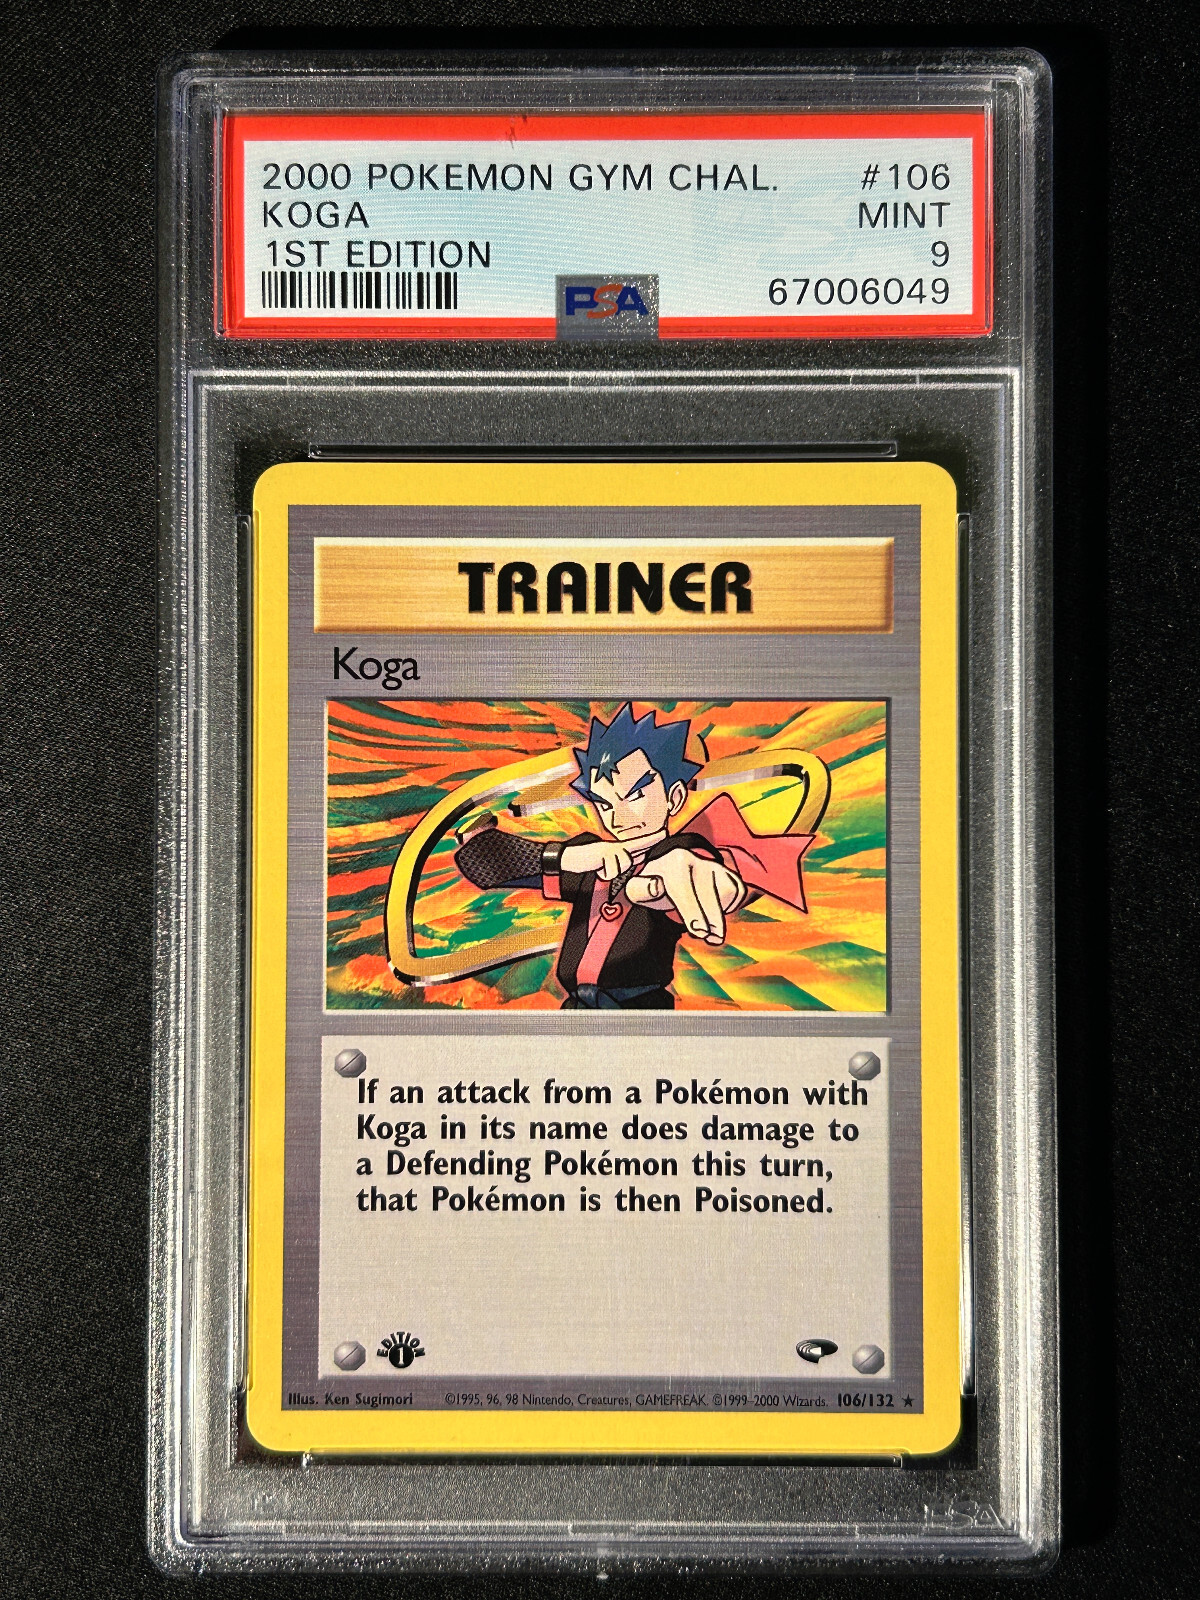 2000 POKEMON GYM CHAL. #106
KOGA MINT
1ST EDITION 9
PSA 67006049
TRAINER
Koga
If an attack from a Pokémon with
Koga in its name does damage to
a Defending Pokémon this turn,
that Pokémon is then Poisoned.
EDITION
1
Illus. Ken Sugimori ©1995, 96, 98 Nintendo, Creatures, GAMEFREAK. ©1999–2000 Wizards. 106/132 ★
PSA